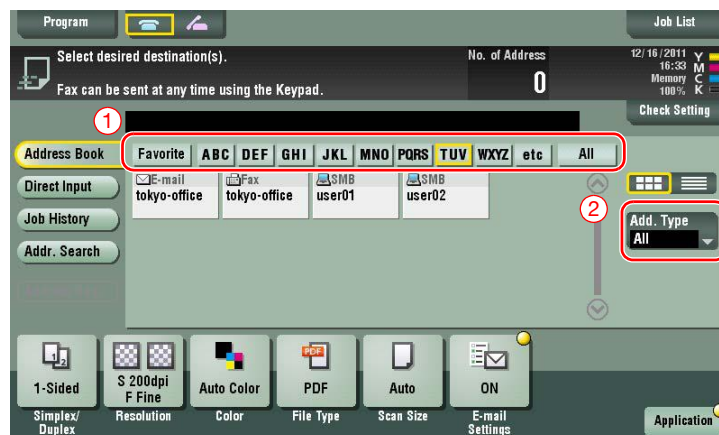 Program
Job List
Select desired destination(s).
Fax can be sent at any time using the Keypad.
No. of Address
0
12/16/2011
16:33
Memory
100%
Y
M
C
K
Check Setting
1
Address Book
Favorite ABC DEF GHI JKL MNO PQRS TUV WXYZ etc All
Direct Input
Job History
Addr. Search
E-mail
tokyo-office
Fax
tokyo-office
SMB
user01
SMB
user02
2
Add. Type
All
1-Sided
S 200dpi
F Fine
Auto Color
PDF
PDF
Auto
ON
Simplex/
Duplex
Resolution
Color
File Type
Scan Size
E-mail
Settings
Application